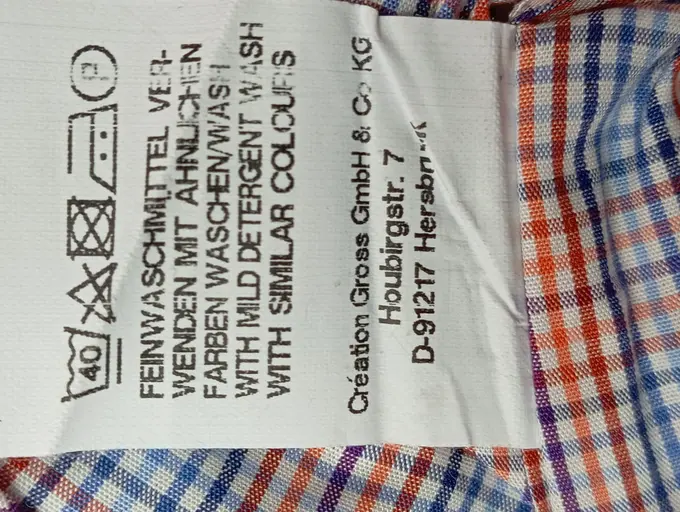 40
P
FEINWASCHMITTEL VER-
WENDEN MIT ÄHNLICHEN
FARBEN WASCHEN/WASH
WITH MILD DETERGENT WASH
WITH SIMILAR COLOURS
Création Gross GmbH & Co KG
Houbirgstr. 7
D-91217